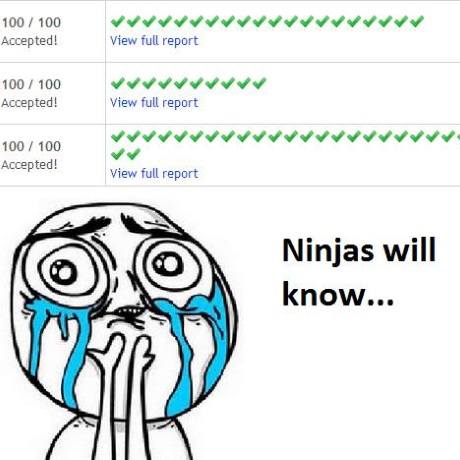 100 / 100
Accepted!
View full report
100 / 100
Accepted!
View full report
100 / 100
Accepted!
View full report
Ninjas will
know...